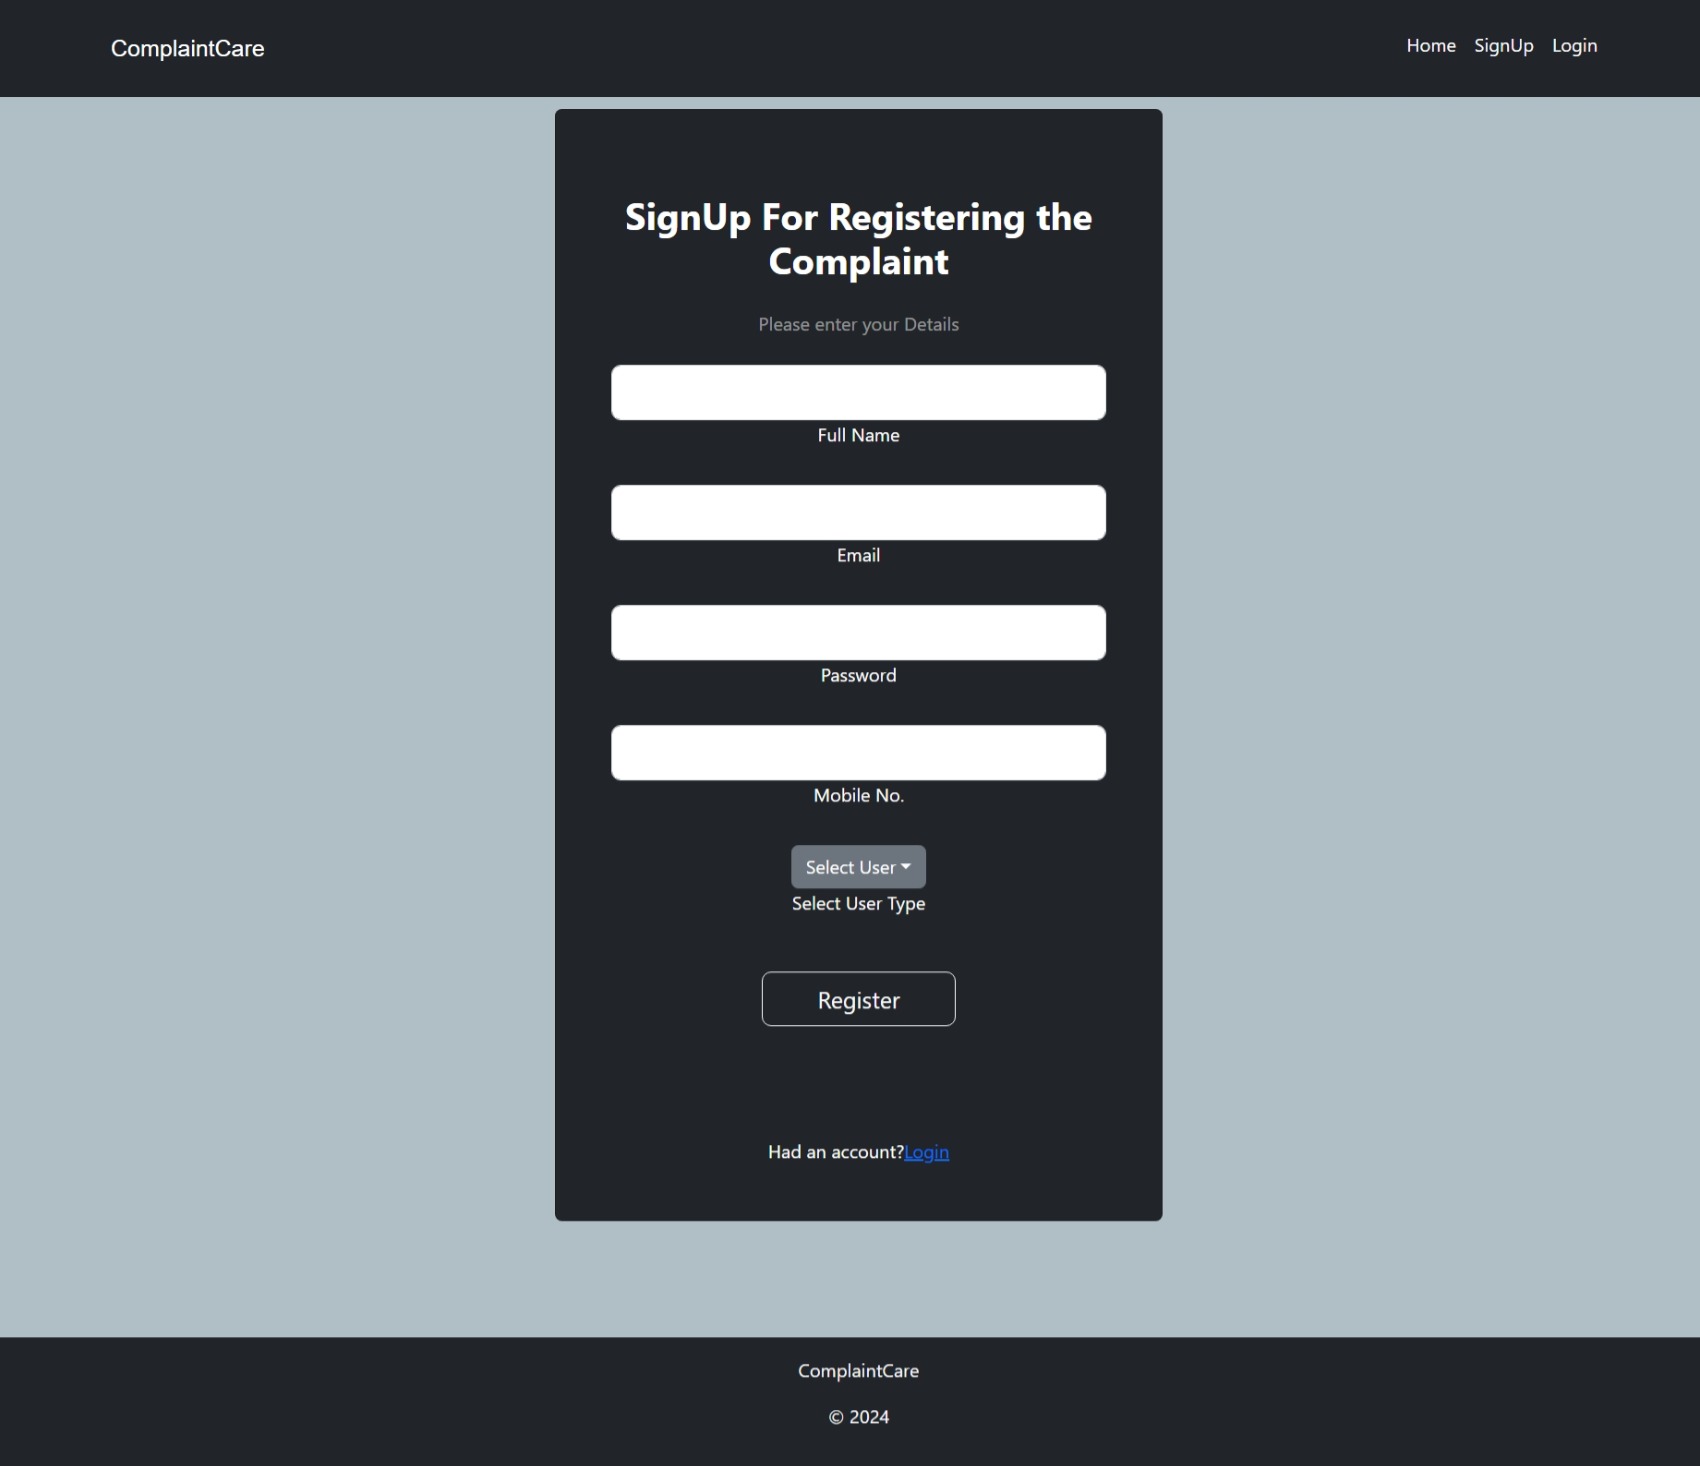 ComplaintCare
Home SignUp Login
SignUp For Registering the
Complaint
Please enter your Details
Full Name
Email
Password
Mobile No.
Select User
Select User Type
Register
Had an account?Login
ComplaintCare
© 2024